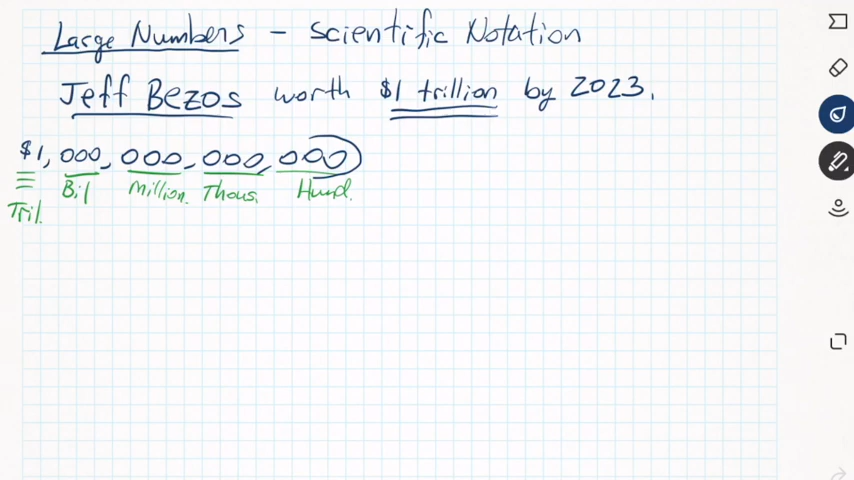 Large Numbers - Scientific Notation
Jeff Bezos worth $1 trillion by 2023.
$1,000,000,000,000
Tril. Bil Million. Thous. Hund.